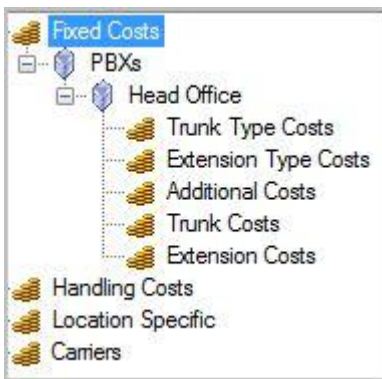 Fixed Costs
PBXs
Head Office
Trunk Type Costs
Extension Type Costs
Additional Costs
Trunk Costs
Extension Costs
Handling Costs
Location Specific
Carriers